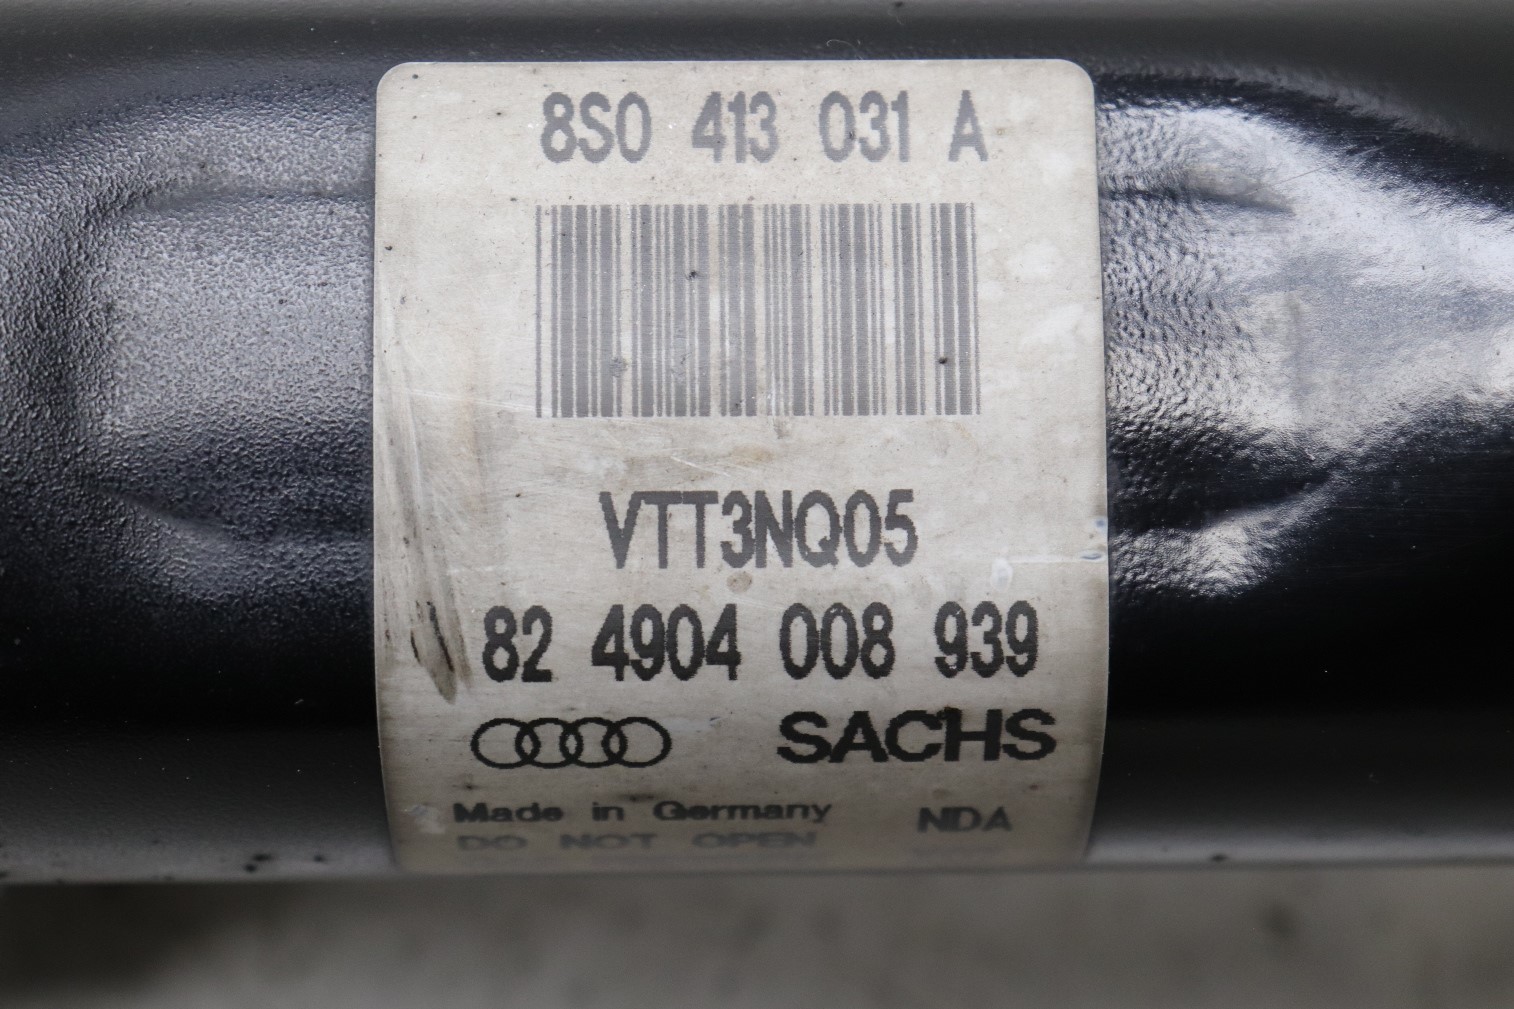 8S0 413 031 A
VTT3NQ05
82 4904 008 939
SACHS
Made in Germany NDA
DO NOT OPEN